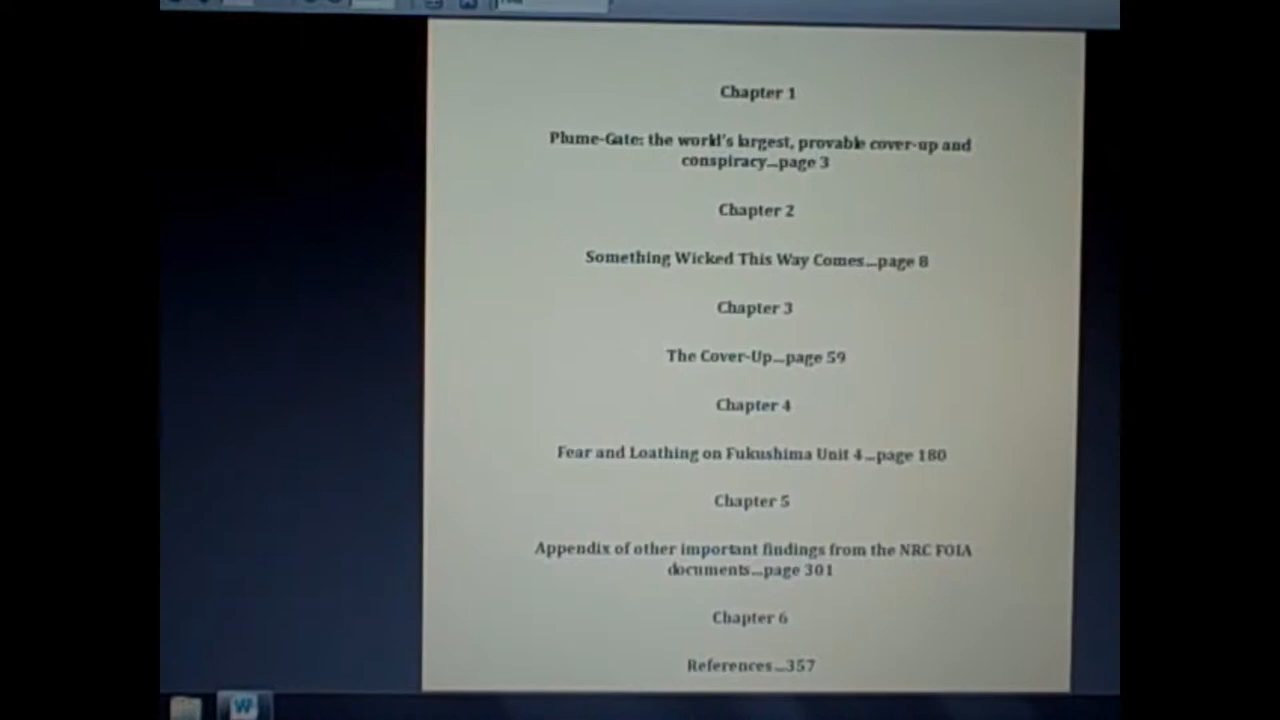 Chapter 1
Plume-Gate: the world's largest, provable cover-up and
conspiracy...page 3
Chapter 2
Something Wicked This Way Comes...page 8
Chapter 3
The Cover-Up...page 59
Chapter 4
Fear and Loathing on Fukushima Unit 4...page 180
Chapter 5
Appendix of other important findings from the NRC FOIA
documents...page 301
Chapter 6
References...357
W